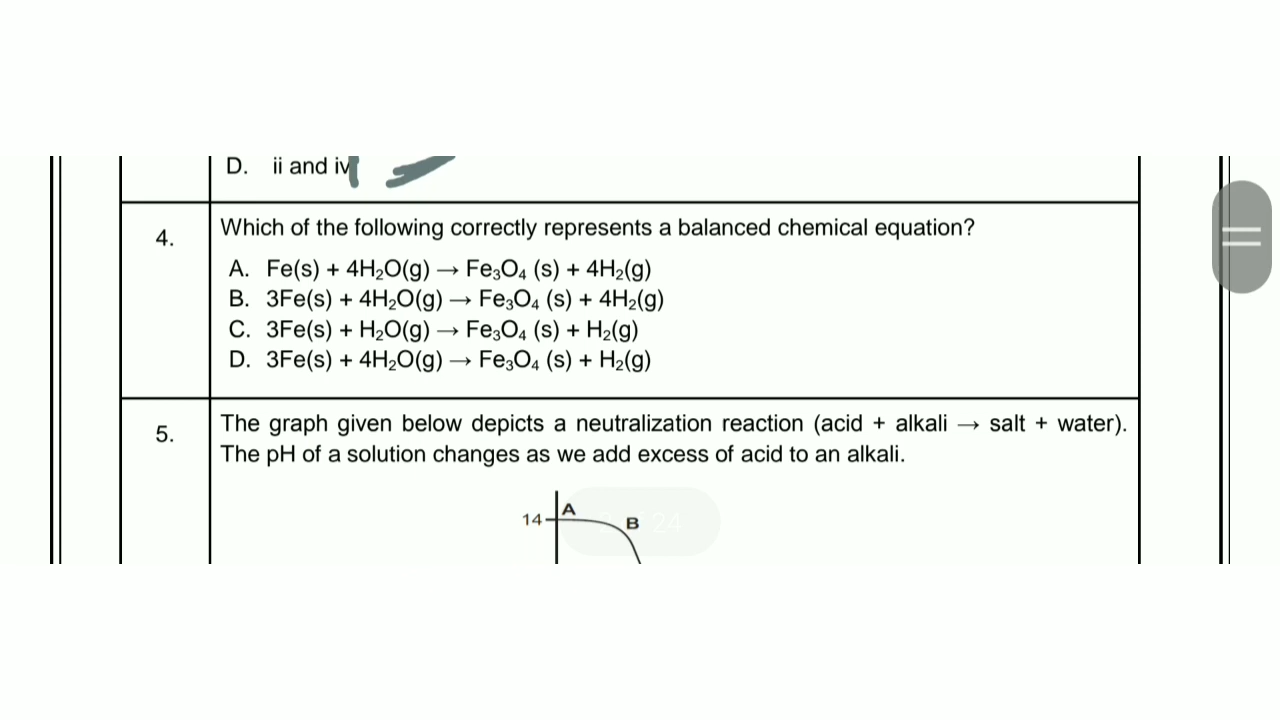 D. ii and iv
4.
Which of the following correctly represents a balanced chemical equation?
A. Fe(s) + 4H₂O(g) → Fe₃O₄ (s) + 4H₂(g)
B. 3Fe(s) + 4H₂O(g) → Fe₃O₄ (s) + 4H₂(g)
C. 3Fe(s) + H₂O(g) → Fe₃O₄ (s) + H₂(g)
D. 3Fe(s) + 4H₂O(g) → Fe₃O₄ (s) + H₂(g)
5.
The graph given below depicts a neutralization reaction (acid + alkali → salt + water).
The pH of a solution changes as we add excess of acid to an alkali.
A
14
B
24